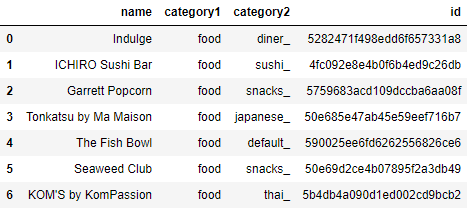 name category1 category2 id
0 Indulge food diner_ 5282471f498edd6f657331a8
1 ICHIRO Sushi Bar food sushi_ 4fc092e8e4b0f6b4ed9c26db
2 Garrett Popcorn food snacks_ 5759683acd109dccba6aa08f
3 Tonkatsu by Ma Maison food japanese_ 50e685e47ab45e59eef716b7
4 The Fish Bowl food default_ 590025ee6fd6262556826ce6
5 Seaweed Club food snacks_ 50e69d2ce4b07895f2a3db49
6 KOM'S by KomPassion food thai_ 5b4db4a090d1ed002cd9bcb2